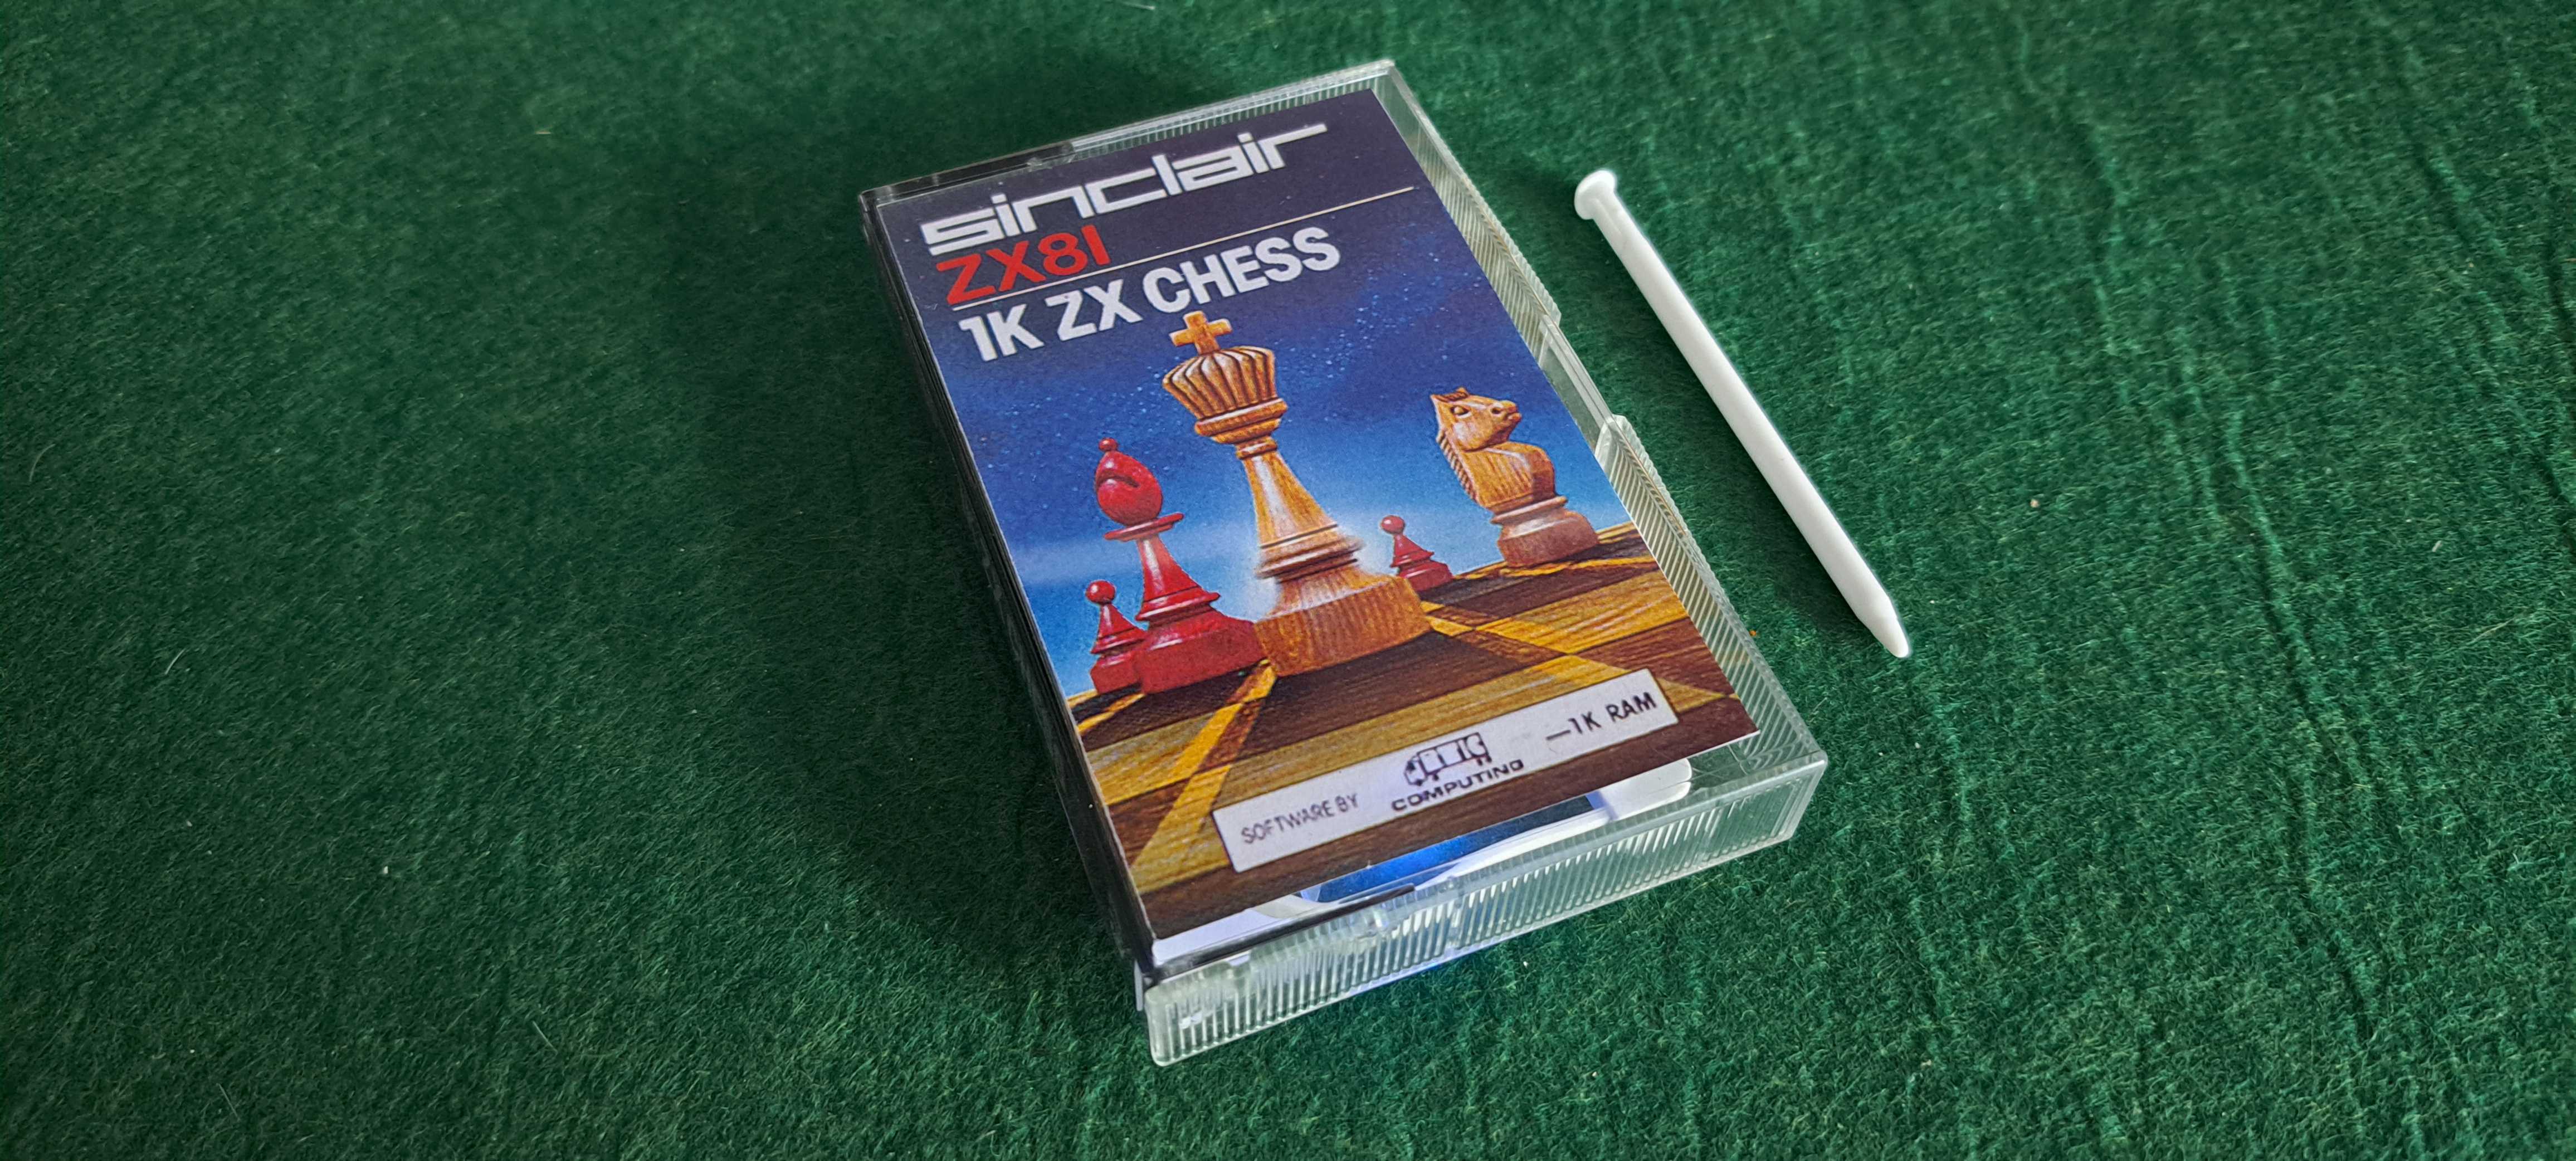 sinclair
ZX81
1K ZX CHESS
SOFTWARE BY
COMPUTING
—1K RAM